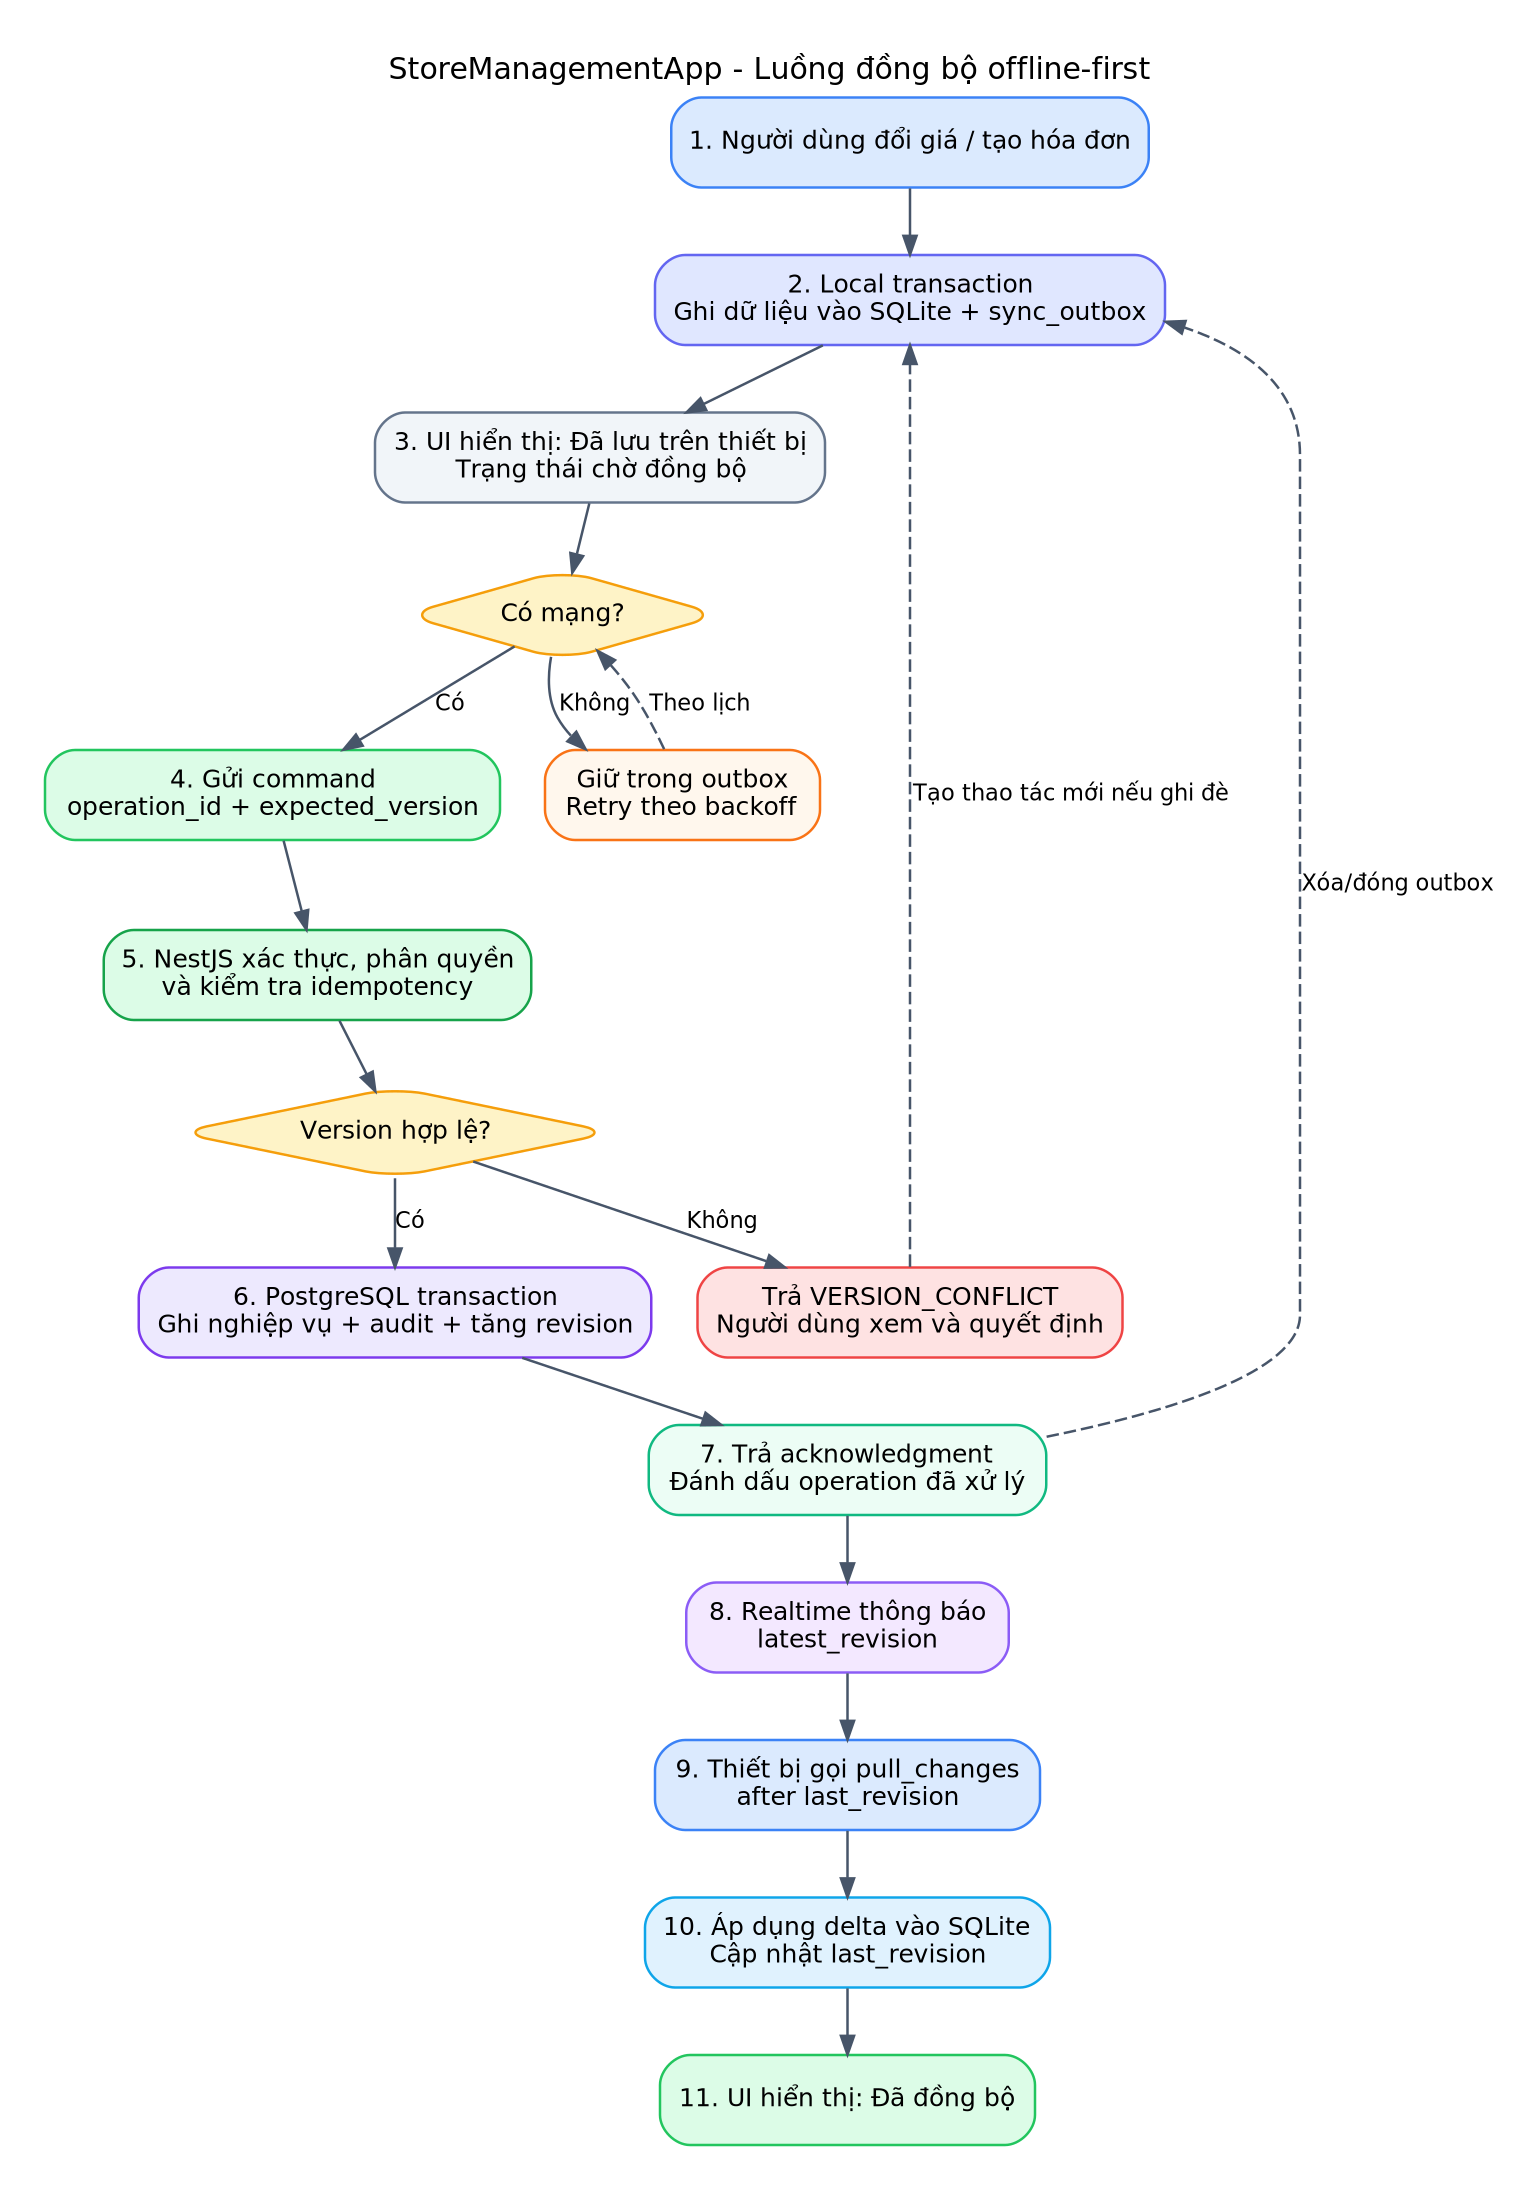 StoreManagementApp - Luồng đồng bộ offline-first
1. Người dùng đổi giá / tạo hóa đơn
2. Local transaction
Ghi dữ liệu vào SQLite + sync_outbox
3. UI hiển thị: Đã lưu trên thiết bị
Trạng thái chờ đồng bộ
Có mạng?
Có
Không
Theo lịch
4. Gửi command
operation_id + expected_version
Giữ trong outbox
Retry theo backoff
Tạo thao tác mới nếu ghi đè
Xóa/đóng outbox
5. NestJS xác thực, phân quyền
và kiểm tra idempotency
Version hợp lệ?
Có
Không
6. PostgreSQL transaction
Ghi nghiệp vụ + audit + tăng revision
Trả VERSION_CONFLICT
Người dùng xem và quyết định
7. Trả acknowledgment
Đánh dấu operation đã xử lý
8. Realtime thông báo
latest_revision
9. Thiết bị gọi pull_changes
after last_revision
10. Áp dụng delta vào SQLite
Cập nhật last_revision
11. UI hiển thị: Đã đồng bộ